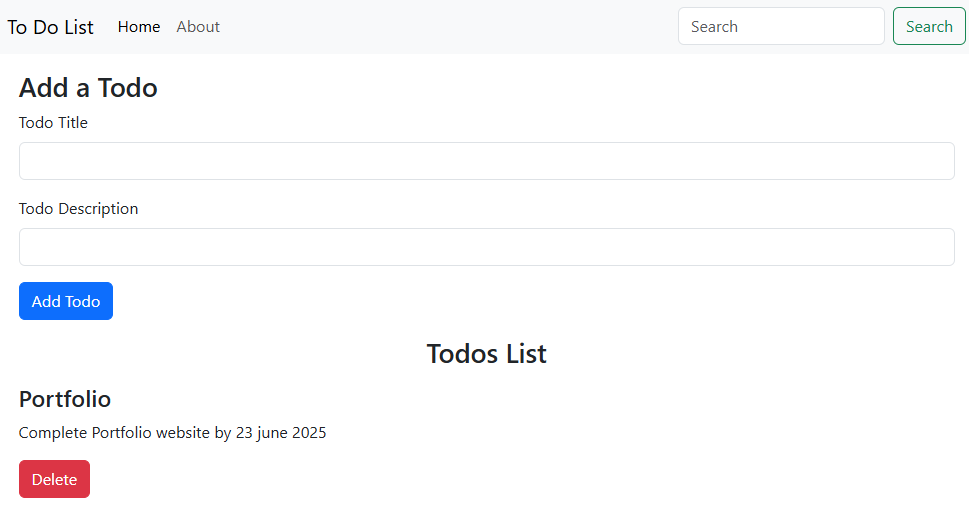 To Do List Home About Search Search
Add a Todo
Todo Title
Todo Description
Add Todo
Todos List
Portfolio
Complete Portfolio website by 23 june 2025
Delete